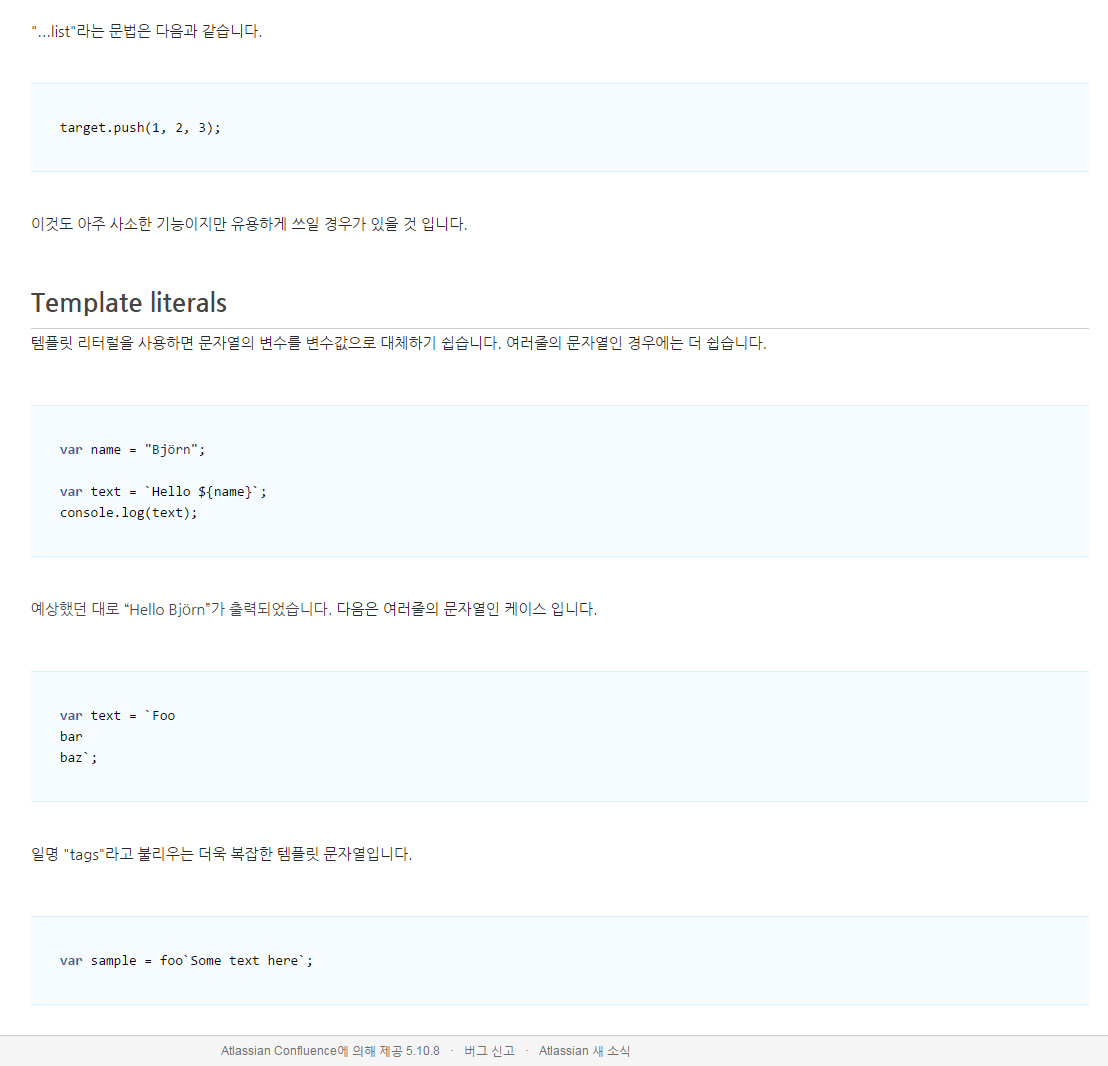 "...list"라는 문법은 다음과 같습니다.
target.push(1, 2, 3);
이것도 아주 사소한 기능이지만 유용하게 쓰일 경우가 있을 것 입니다.
Template literals
템플릿 리터럴을 사용하면 문자열의 변수를 변수값으로 대체하기 쉽습니다. 여러줄의 문자열인 경우에는 더 쉽습니다.
var name = "Björn";
var text = `Hello ${name}`;
console.log(text);
예상했던 대로 “Hello Björn”가 출력되었습니다. 다음은 여러줄의 문자열인 케이스 입니다.
var text = `Foo
bar
baz`;
일명 "tags"라고 불리우는 더욱 복잡한 템플릿 문자열입니다.
var sample = foo`Some text here`;
Atlassian Confluence에 의해 제공 5.10.8 · 버그 신고 · Atlassian 새 소식